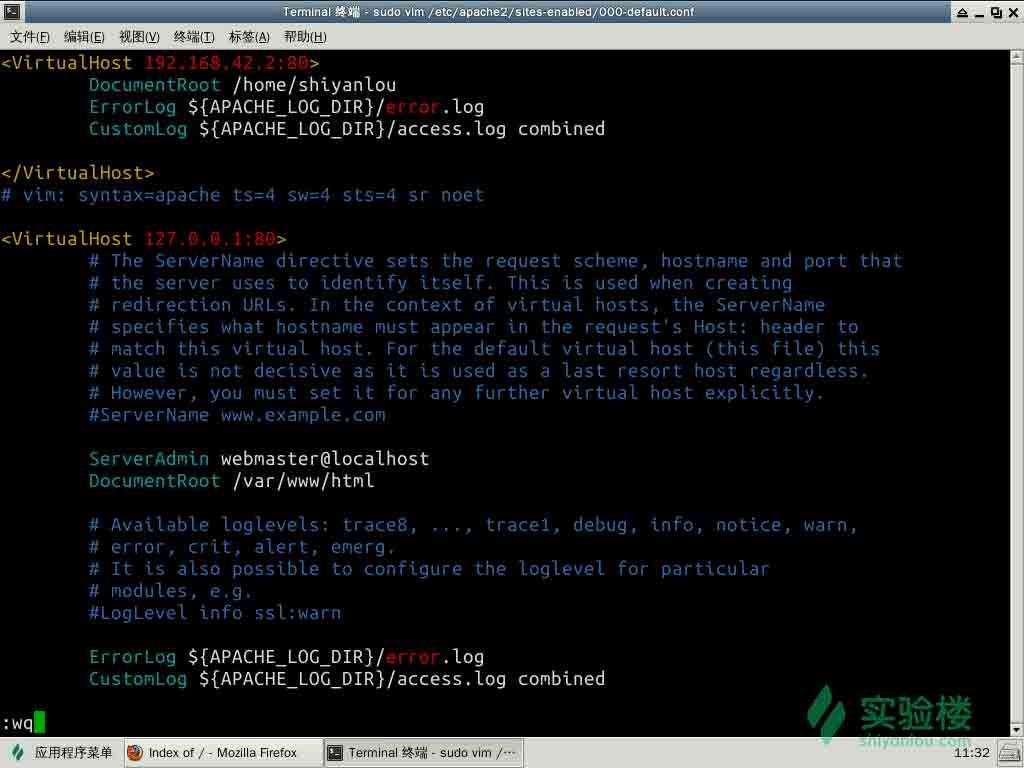 Terminal 终端 - sudo vim /etc/apache2/sites-enabled/000-default.conf
文件(F) 编辑(E) 视图(V) 终端(T) 标签(A) 帮助(H)
<VirtualHost 192.168.42.2:80>
DocumentRoot /home/shiyanlou
ErrorLog ${APACHE_LOG_DIR}/error.log
CustomLog ${APACHE_LOG_DIR}/access.log combined
</VirtualHost>
# vim: syntax=apache ts=4 sw=4 sts=4 sr noet
<VirtualHost 127.0.0.1:80>
# The ServerName directive sets the request scheme, hostname and port that
# the server uses to identify itself. This is used when creating
# redirection URLs. In the context of virtual hosts, the ServerName
# specifies what hostname must appear in the request's Host: header to
# match this virtual host. For the default virtual host (this file) this
# value is not decisive as it is used as a last resort host regardless.
# However, you must set it for any further virtual host explicitly.
#ServerName www.example.com
ServerAdmin webmaster@localhost
DocumentRoot /var/www/html
# Available loglevels: trace8, ..., trace1, debug, info, notice, warn,
# error, crit, alert, emerg.
# It is also possible to configure the loglevel for particular
# modules, e.g.
#LogLevel info ssl:warn
ErrorLog ${APACHE_LOG_DIR}/error.log
CustomLog ${APACHE_LOG_DIR}/access.log combined
:wq
实验楼
shiyanlou.com
应用程序菜单 Index of / - Mozilla Firefox Terminal 终端 - sudo vim /··· 11:32